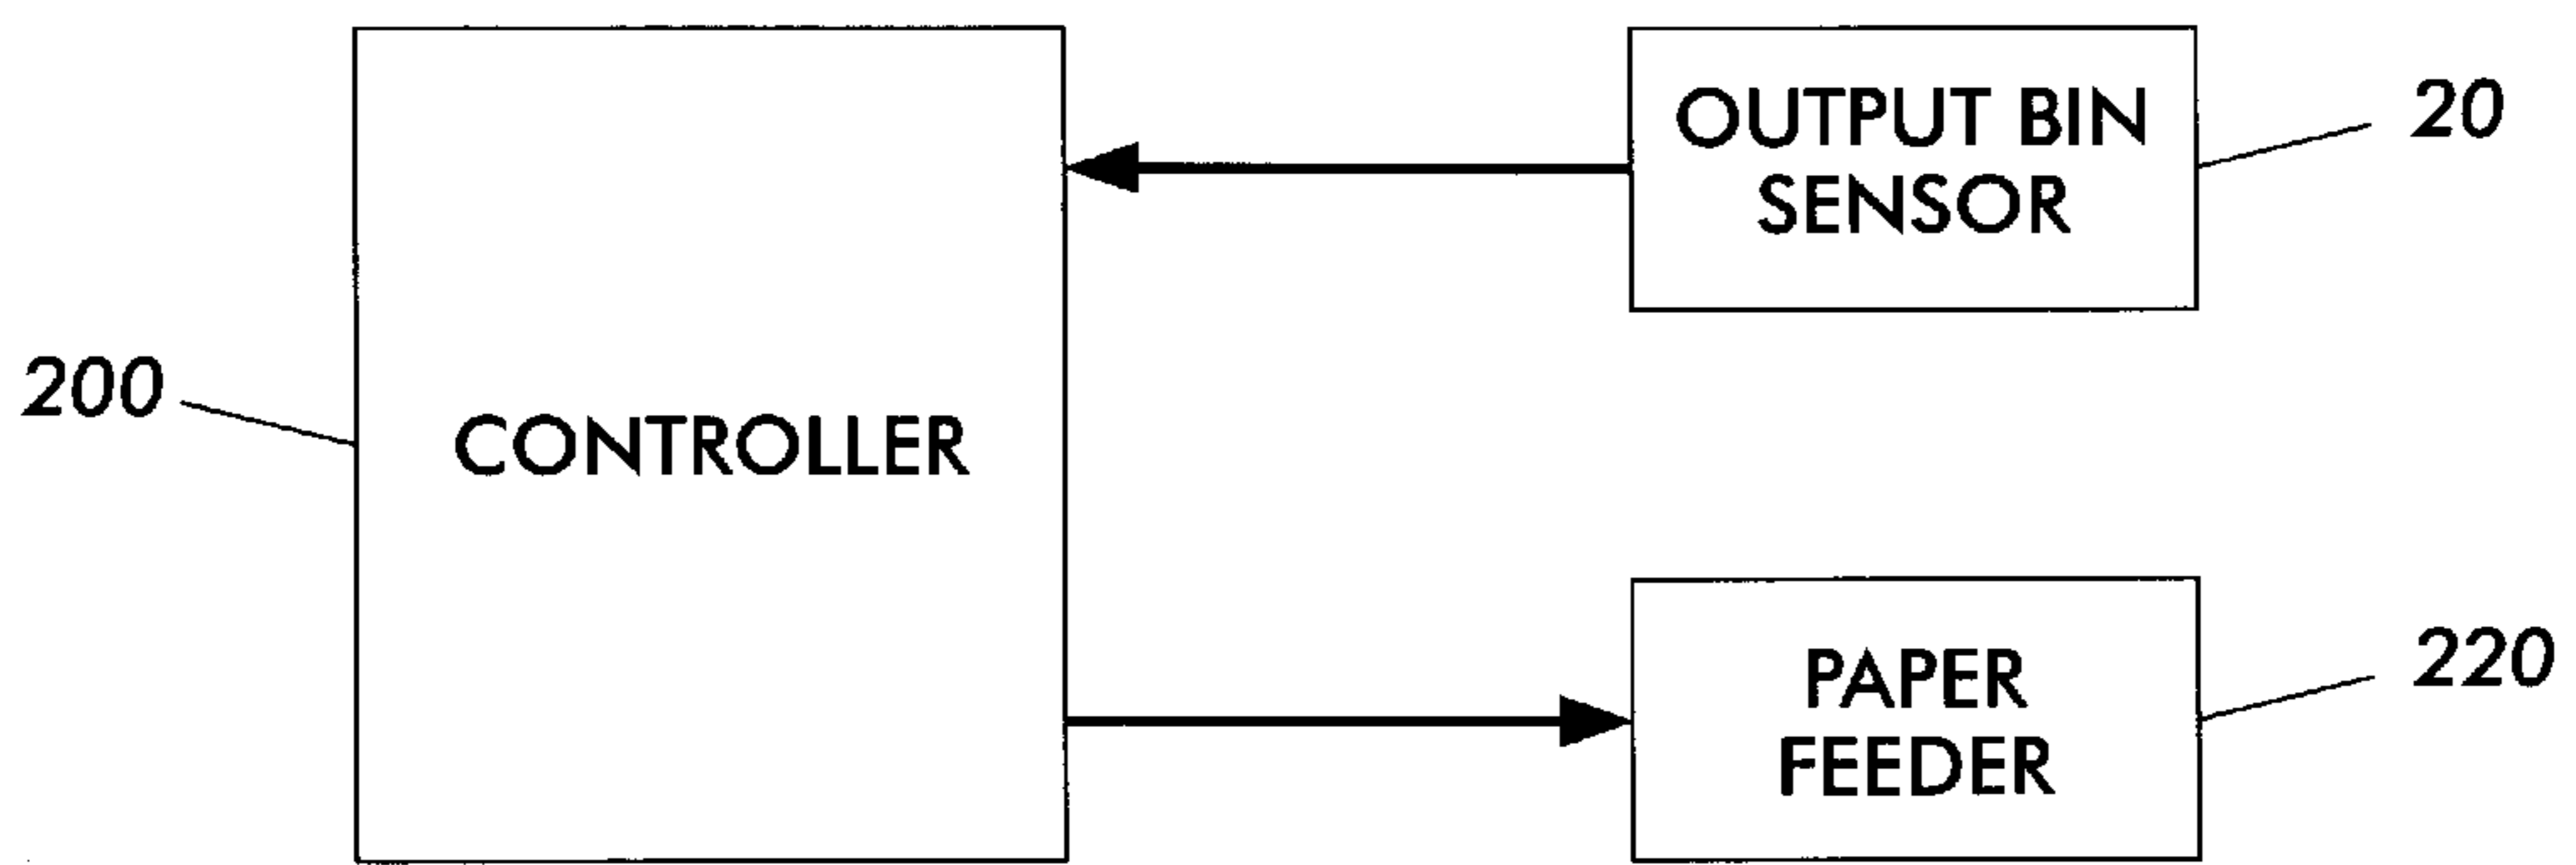 OUTPUT BIN
SENSOR
20
200
CONTROLLER
PAPER
FEEDER
220